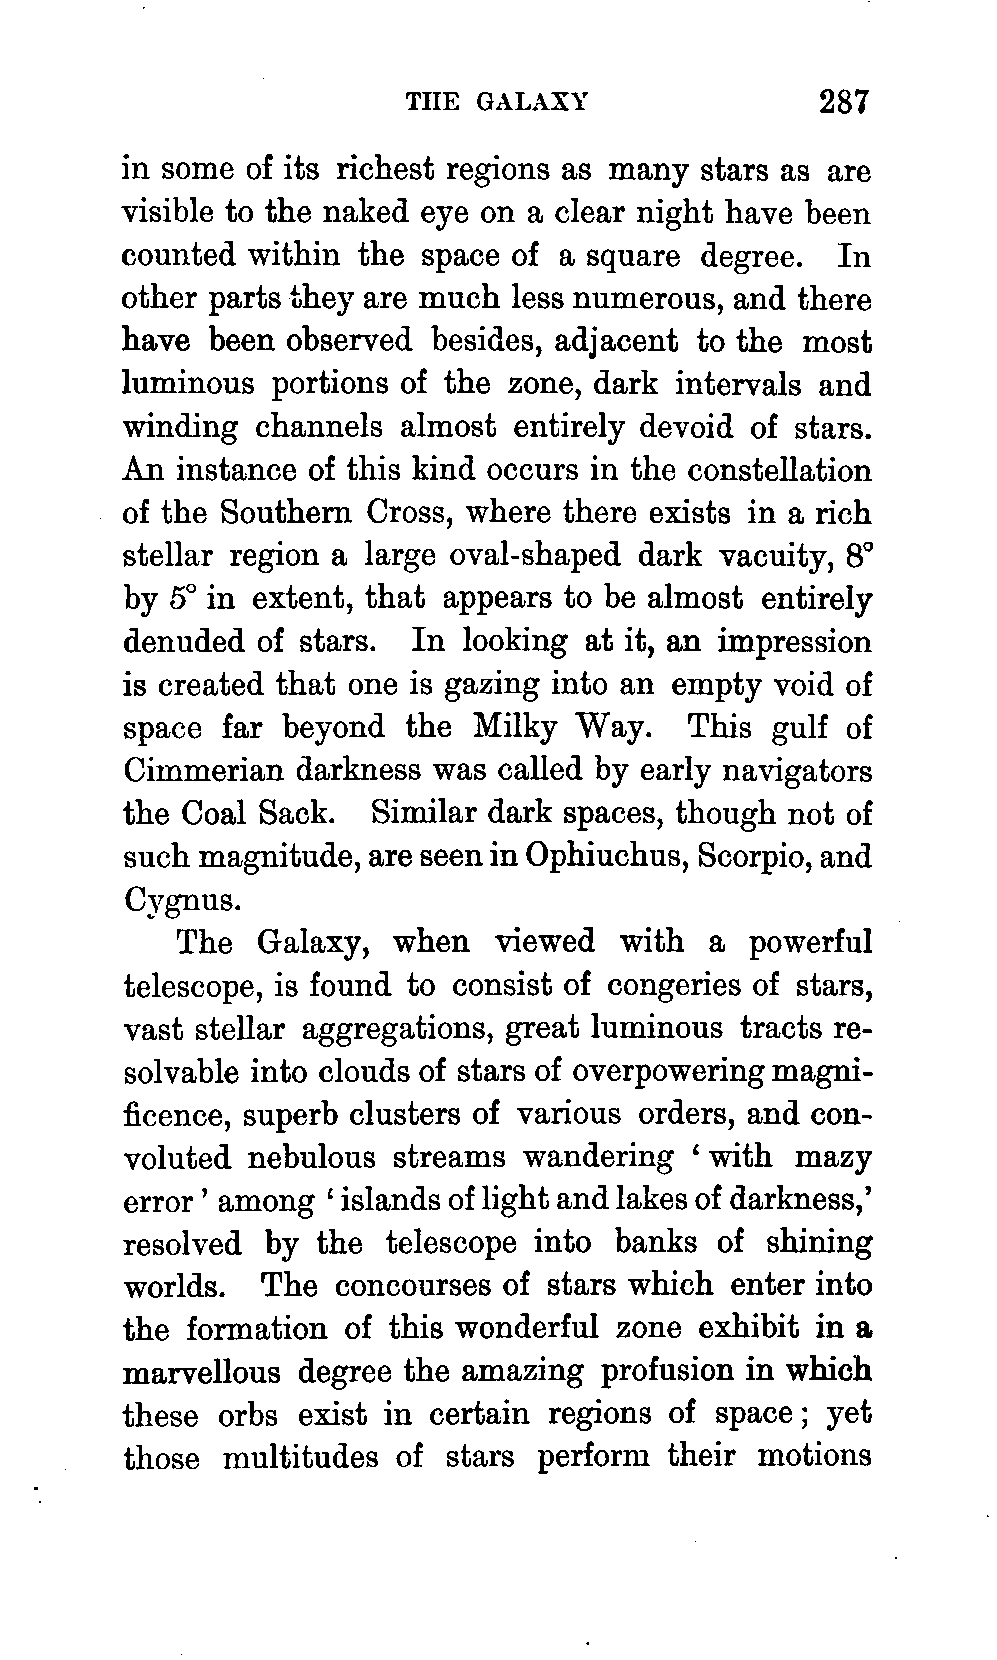 THE GALAXY 287
in some of its richest regions as many stars as are
visible to the naked eye on a clear night have been
counted within the space of a square degree. In
other parts they are much less numerous, and there
have been observed besides, adjacent to the most
luminous portions of the zone, dark intervals and
winding channels almost entirely devoid of stars.
An instance of this kind occurs in the constellation
of the Southern Cross, where there exists in a rich
stellar region a large oval-shaped dark vacuity, 8°
by 5° in extent, that appears to be almost entirely
denuded of stars. In looking at it, an impression
is created that one is gazing into an empty void of
space far beyond the Milky Way. This gulf of
Cimmerian darkness was called by early navigators
the Coal Sack. Similar dark spaces, though not of
such magnitude, are seen in Ophiuchus, Scorpio, and
Cygnus.
The Galaxy, when viewed with a powerful
telescope, is found to consist of congeries of stars,
vast stellar aggregations, great luminous tracts re-
solvable into clouds of stars of overpowering magni-
ficence, superb clusters of various orders, and con-
voluted nebulous streams wandering ‘ with mazy
error ’ among ‘ islands of light and lakes of darkness,’
resolved by the telescope into banks of shining
worlds. The concourses of stars which enter into
the formation of this wonderful zone exhibit in a
marvellous degree the amazing profusion in which
these orbs exist in certain regions of space ; yet
those multitudes of stars perform their motions